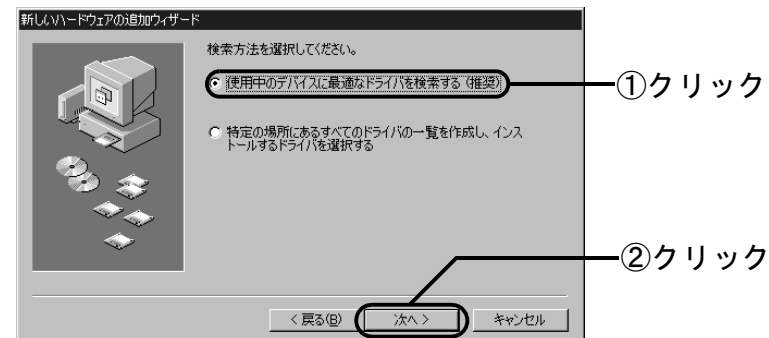 新しいハードウェアの追加ウィザード
検索方法を選択してください。
使用中のデバイスに最適なドライバを検索する (推奨)
①クリック
特定の場所にあるすべてのドライバの一覧を作成し、インス
トールするドライバを選択する
②クリック
< 戻る(B)
次へ >
キャンセル